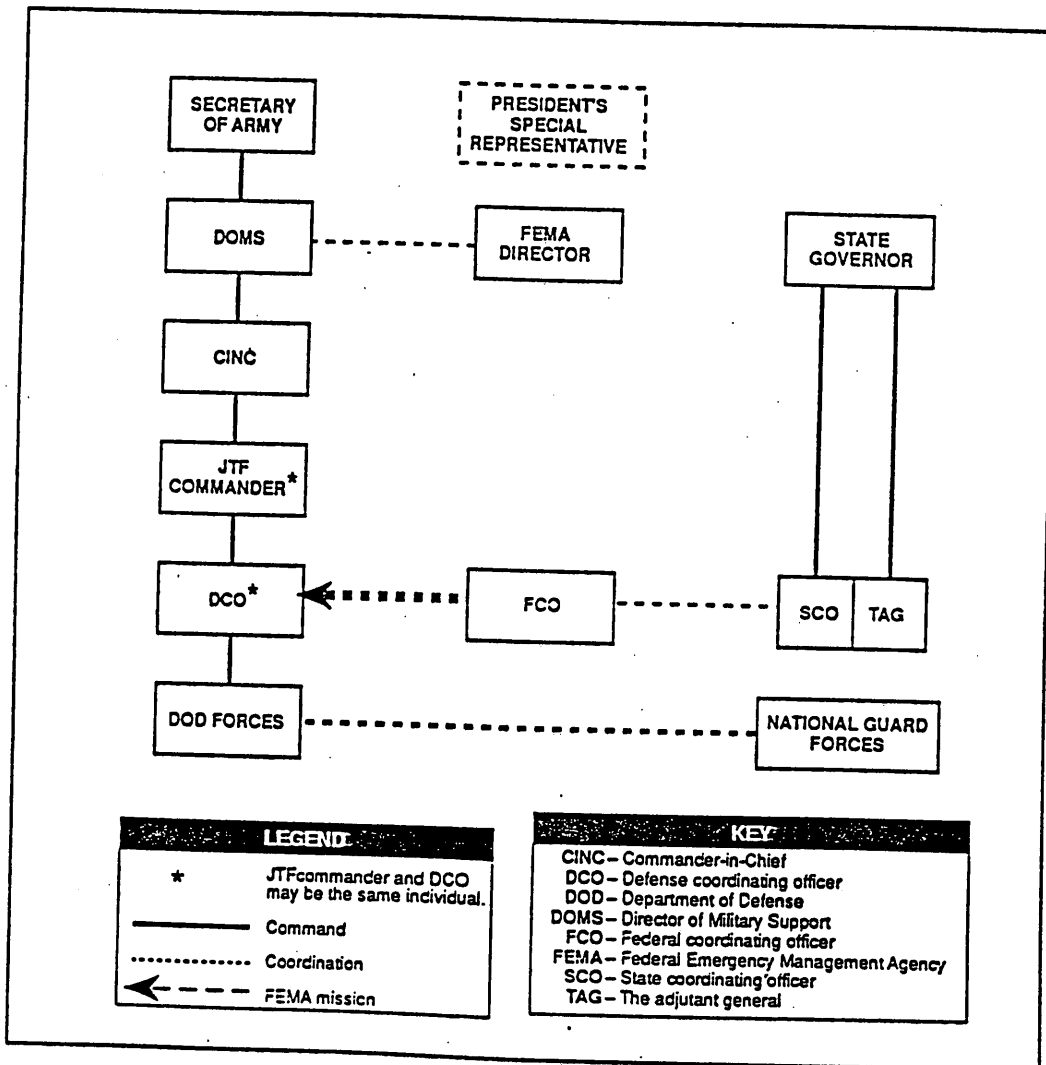 SECRETARY
OF ARMY
PRESIDENT'S
SPECIAL
REPRESENTATIVE
DOMS
FEMA
DIRECTOR
STATE
GOVERNOR
CINC
JTF
COMMANDER*
DCO*
FCO
SCO
TAG
DOD FORCES
NATIONAL GUARD
FORCES
LEGEND
* JTFcommander and DCO
may be the same individual.
Command
Coordination
FEMA mission
KEY
CINC – Commander-in-Chief
DCO – Defense coordinating officer
DOD – Department of Defense
DOMS – Director of Military Support
FCO – Federal coordinating officer
FEMA – Federal Emergency Management Agency
SCO – State coordinating officer
TAG – The adjutant general